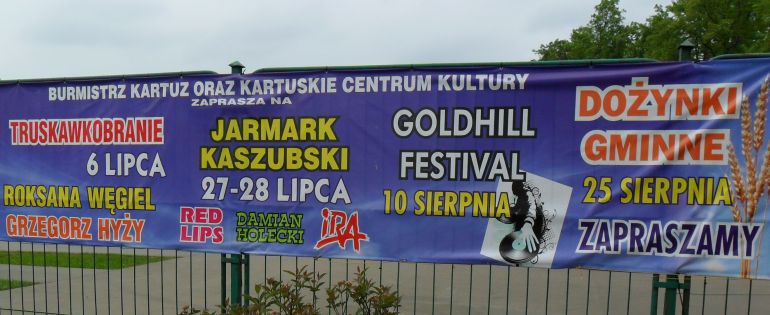 BURMISTRZ KARTUZ ORAZ KARTUSKIE CENTRUM KULTURY
ZAPRASZA NA
TRUSKAWKOBRANIE
6 LIPCA
ROKSANA WĘGIEL
GRZEGORZ HYŻY
JARMARK
KASZUBSKI
27-28 LIPCA
RED
LIPS
DAMIAN
HOLECKI
IRA
GOLDHILL
FESTIVAL
10 SIERPNIA
DOŻYNKI
GMINNE
25 SIERPNIA
ZAPRASZAMY